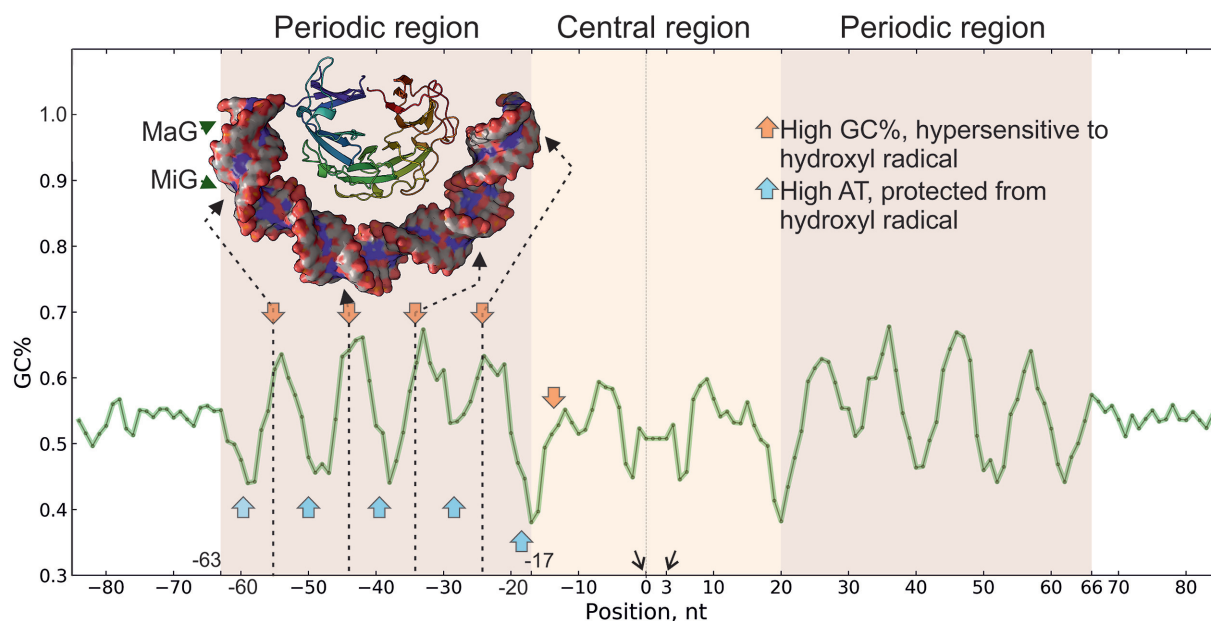 Periodic region Central region Periodic region
1.0
0.9
0.8
0.7
0.6
0.5
0.4
0.3
GC%
MaG
MiG
High GC%, hypersensitive to
hydroxyl radical
High AT, protected from
hydroxyl radical
-63 -17
−80 −70 −60 −50 −40 −30 -20 −10 0 3 10 20 30 40 50 60 66 70 80
Position, nt